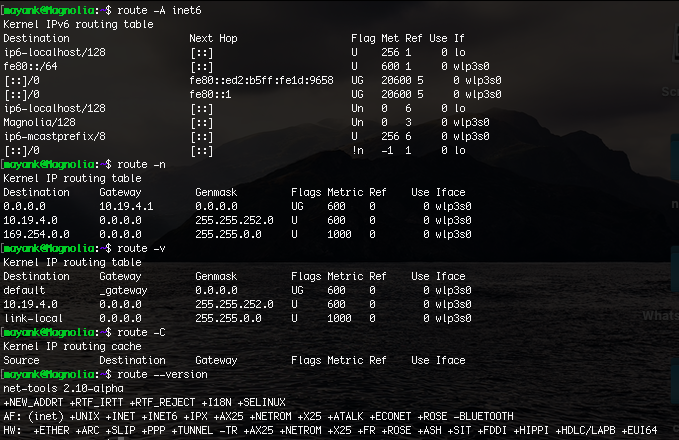 [mayank@Magnolia:~$ route -A inet6
Kernel IPv6 routing table
Destination Next Hop Flag Met Ref Use If
ip6-localhost/128 [::] U 256 1 0 lo
fe80::/64 [::] U 600 1 0 wlp3s0
[::]/0 fe80::ed2:b5ff:fe1d:9658 UG 20600 5 0 wlp3s0
[::]/0 fe80::1 UG 20600 5 0 wlp3s0
ip6-localhost/128 [::] Un 0 6 0 lo
Magnolia/128 [::] Un 0 3 0 wlp3s0
ip6-mcastprefix/8 [::] U 256 6 0 wlp3s0
[::]/0 [::] !n -1 1 0 lo
[mayank@Magnolia:~$ route -n
Kernel IP routing table
Destination Gateway Genmask Flags Metric Ref Use Iface
0.0.0.0 10.19.4.1 0.0.0.0 UG 600 0 0 wlp3s0
10.19.4.0 0.0.0.0 255.255.252.0 U 600 0 0 wlp3s0
169.254.0.0 0.0.0.0 255.255.0.0 U 1000 0 0 wlp3s0
[mayank@Magnolia:~$ route -v
Kernel IP routing table
Destination Gateway Genmask Flags Metric Ref Use Iface
default _gateway 0.0.0.0 UG 600 0 0 wlp3s0
10.19.4.0 0.0.0.0 255.255.252.0 U 600 0 0 wlp3s0
link-local 0.0.0.0 255.255.0.0 U 1000 0 0 wlp3s0
[mayank@Magnolia:~$ route -C
Kernel IP routing cache
Source Destination Gateway Flags Metric Ref Use Iface
[mayank@Magnolia:~$ route --version
net-tools 2.10-alpha
+NEW_ADDRT +RTF_IRTT +RTF_REJECT +I18N +SELINUX
AF: (inet) +UNIX +INET +INET6 +IPX +AX25 +NETROM +X25 +ATALK +ECONET +ROSE -BLUETOOTH
HW: +ETHER +ARC +SLIP +PPP +TUNNEL -TR +AX25 +NETROM +X25 +FR +ROSE +ASH +SIT +FDDI +HIPPI +HDLC/LAPB +EUI64